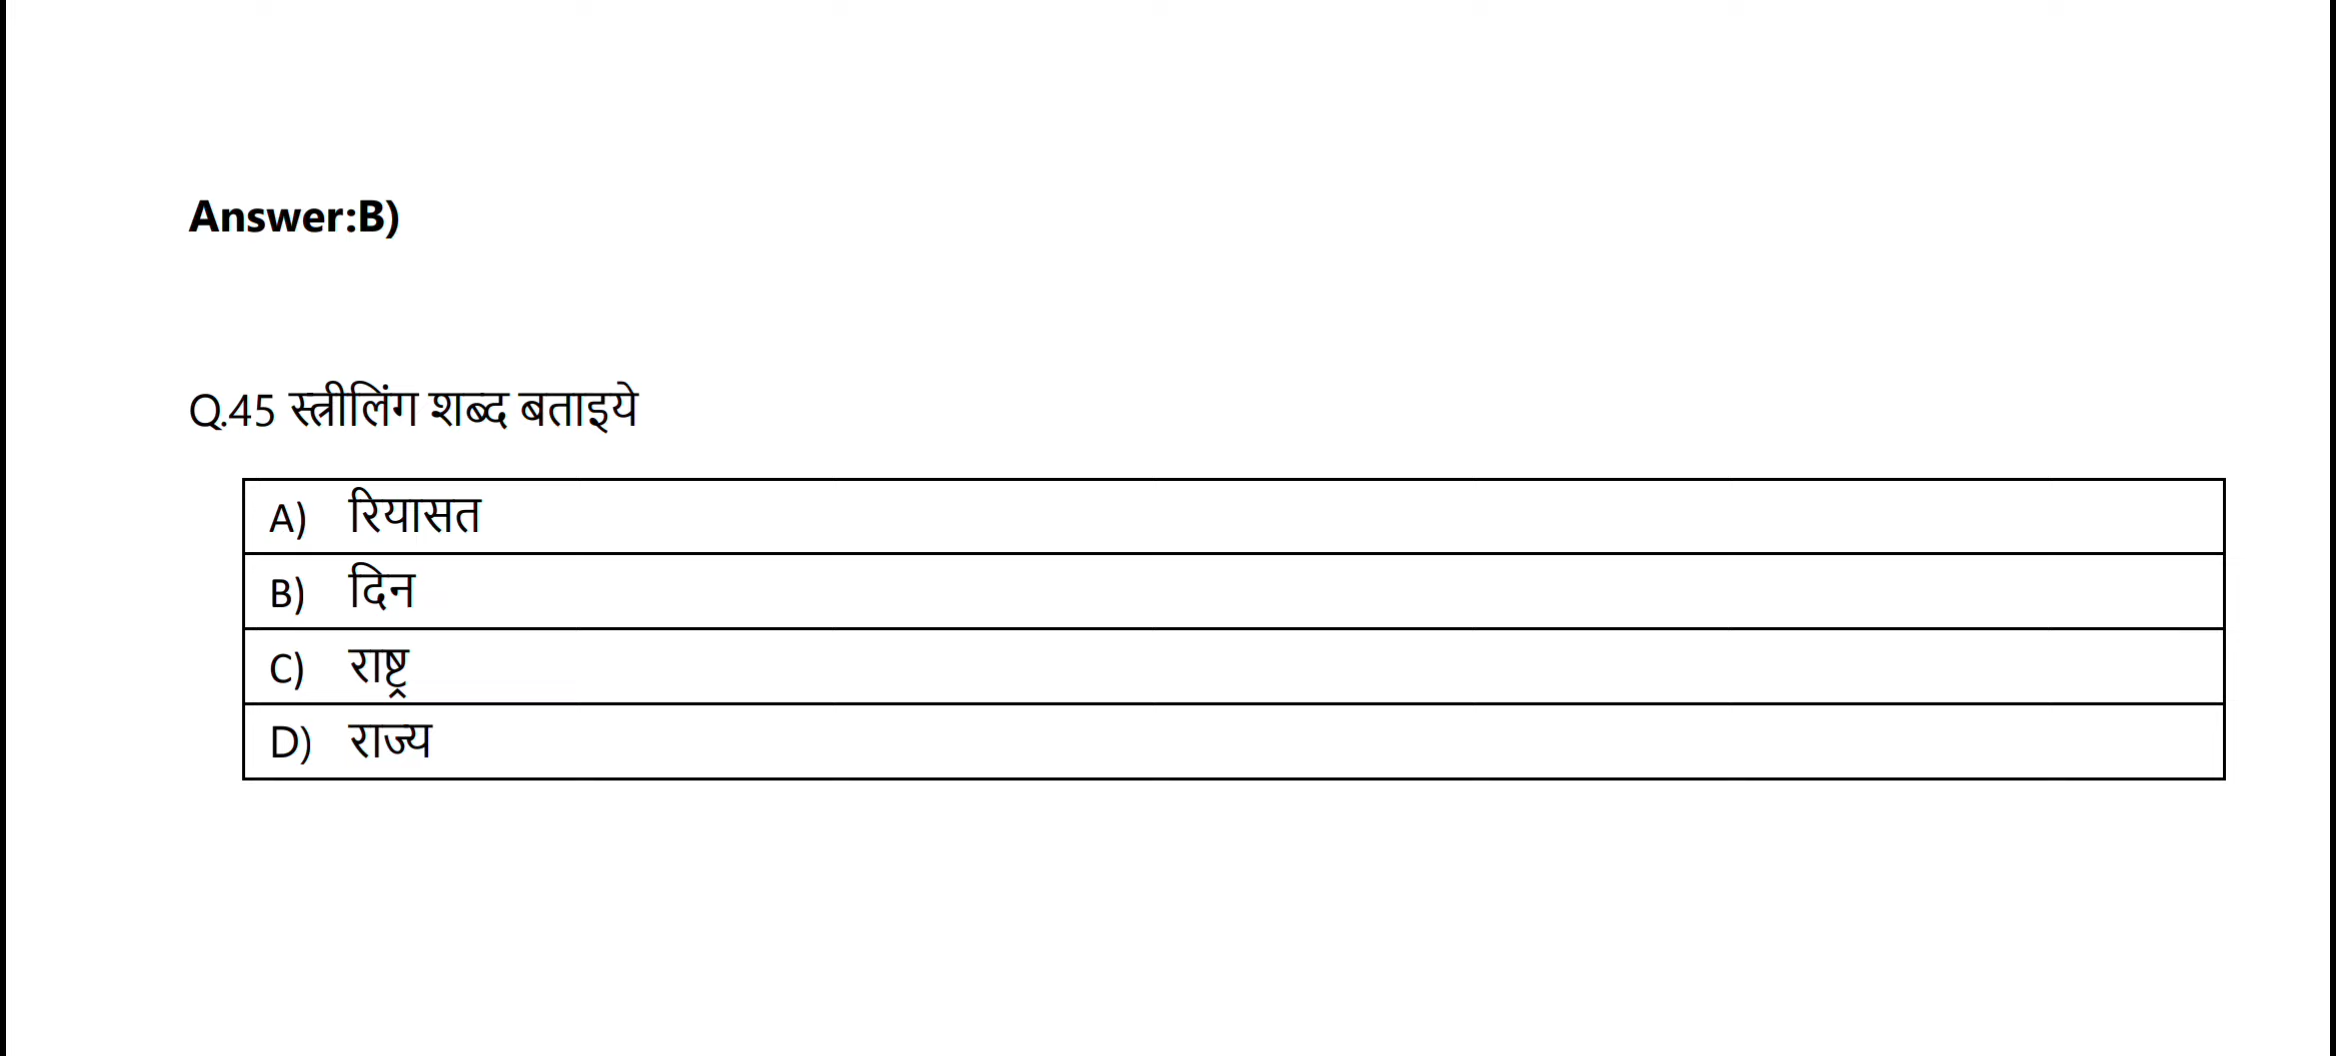 Answer:B)
Q.45 स्त्रीलिंग शब्द बताइये
A) रियासत
B) दिन
C) राष्ट्र
D) राज्य